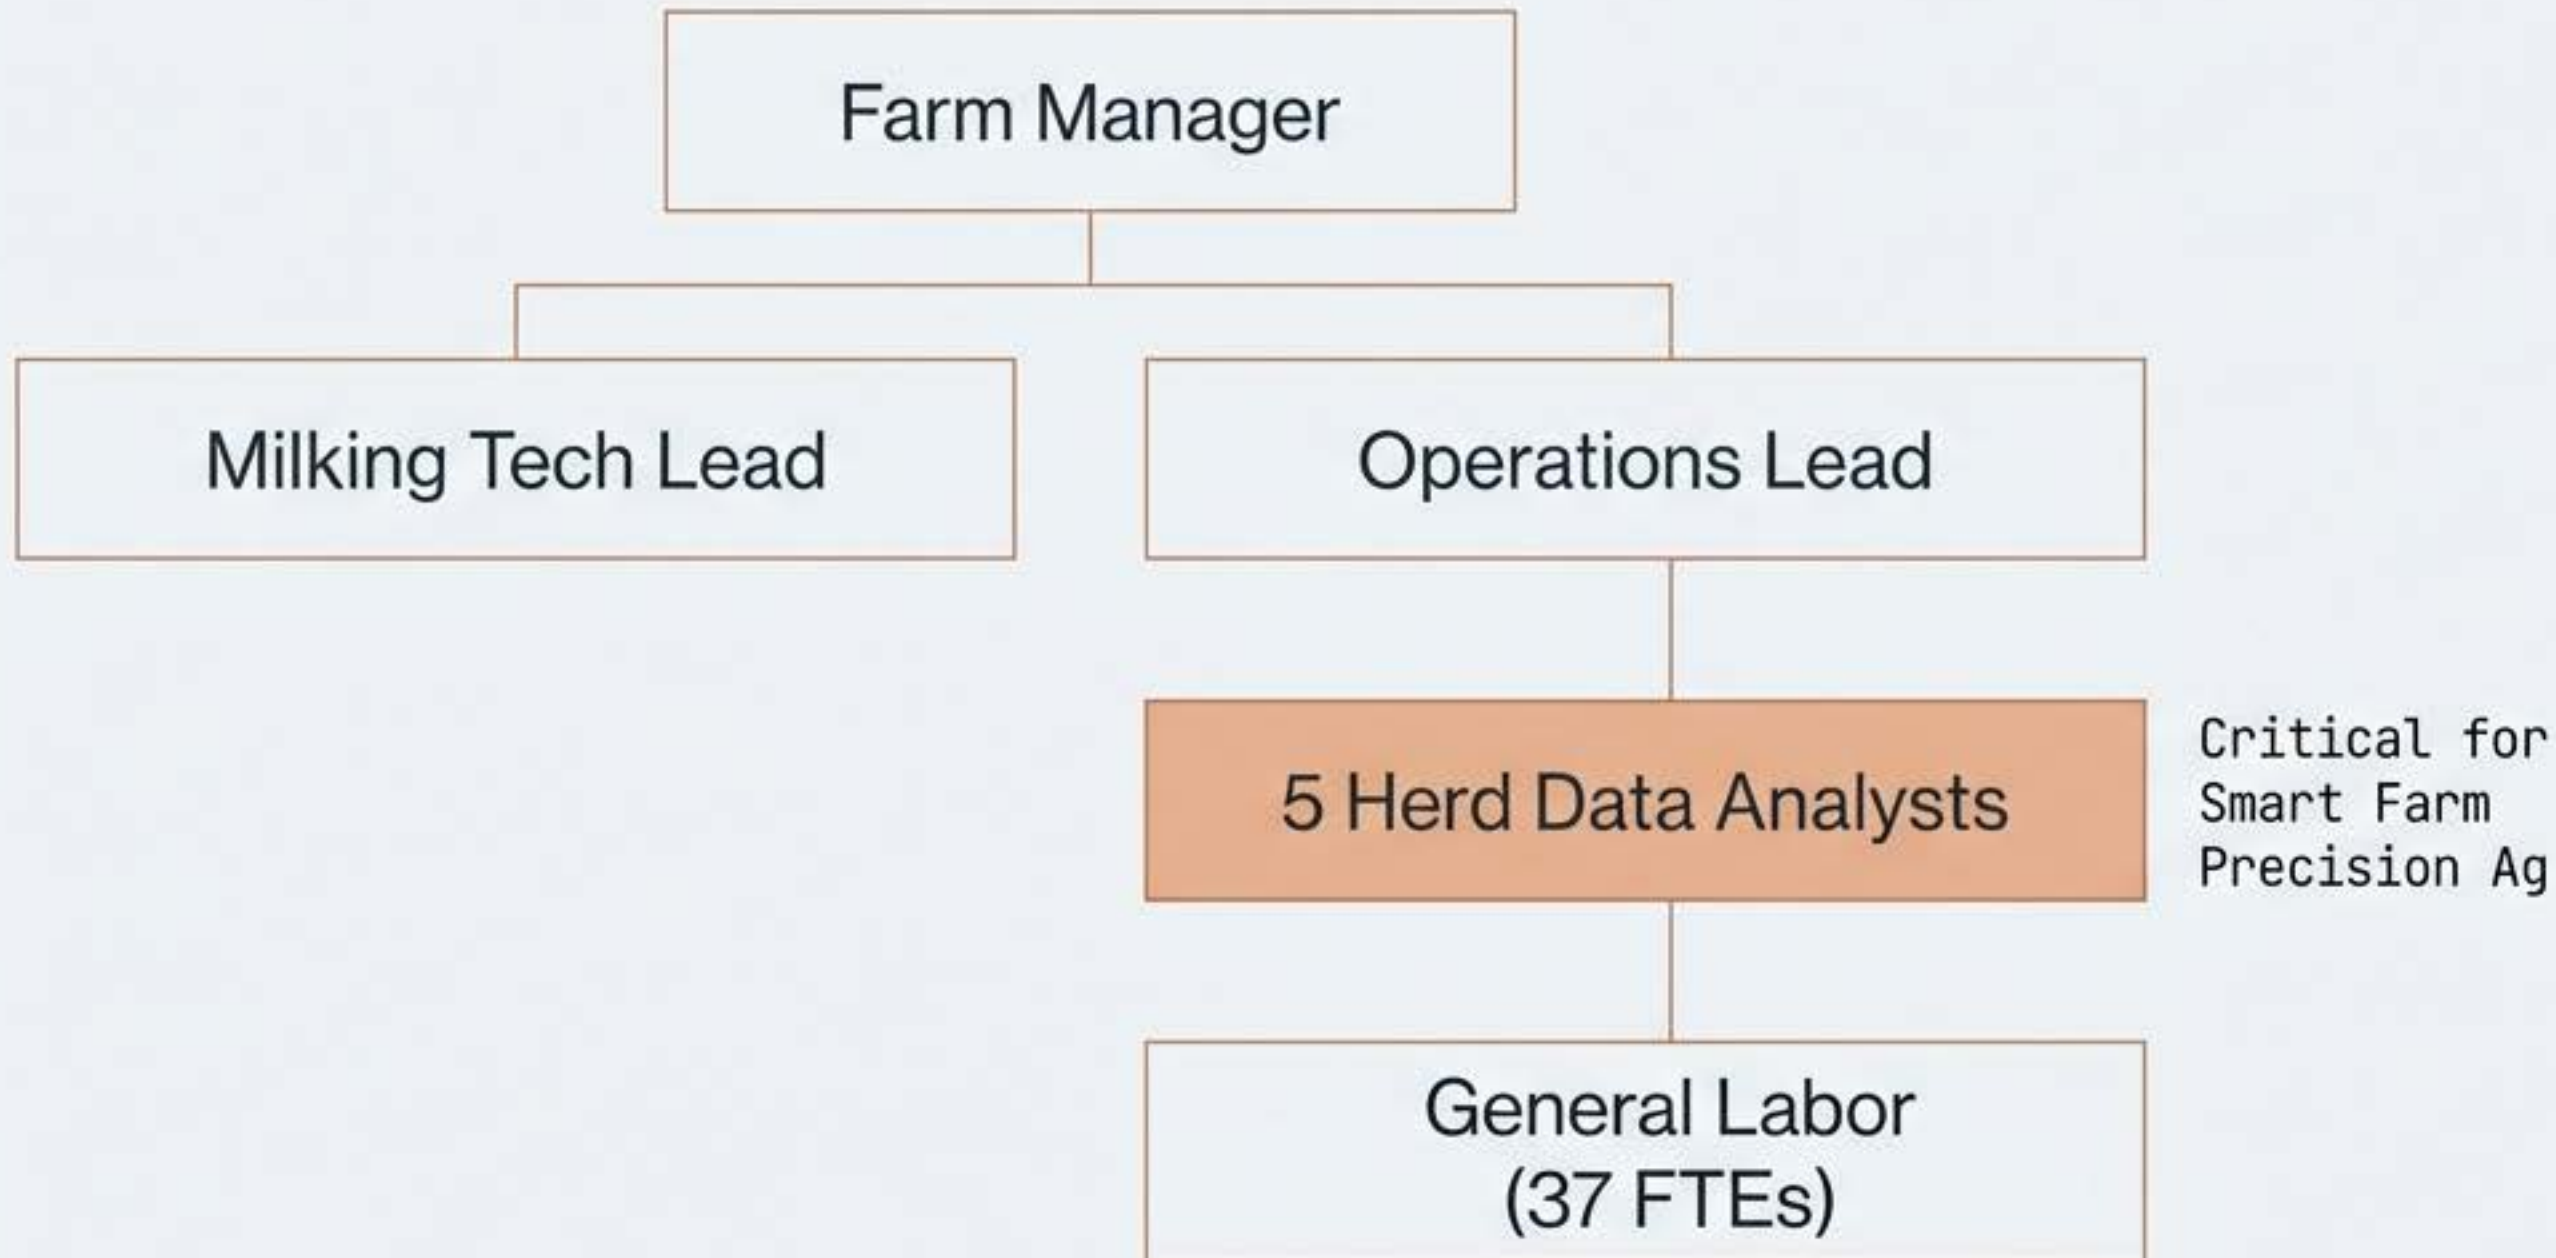 Farm Manager
Milking Tech Lead
Operations Lead
5 Herd Data Analysts
Critical for
Smart Farm
Precision Ag
General Labor
(37 FTEs)